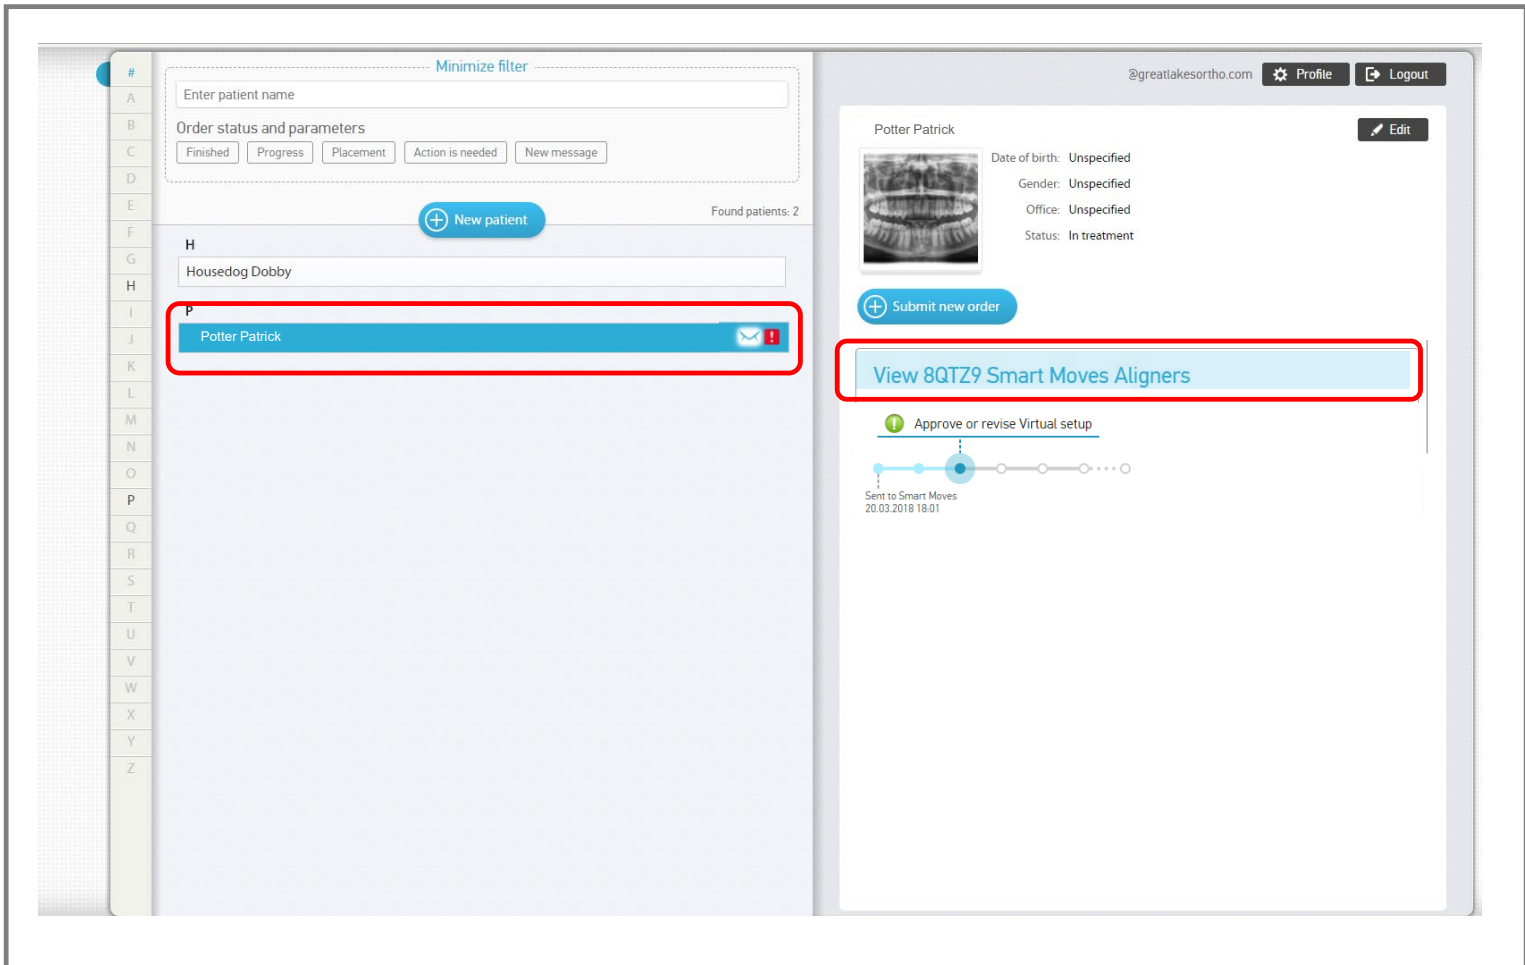 #
A
B
C
D
E
F
G
H
I
J
K
L
M
N
O
P
Q
R
S
T
U
V
W
X
Y
Z
Minimize filter
Enter patient name
Order status and parameters
Finished Progress Placement Action is needed New message
New patient
Found patients: 2
H
Housedog Dobby
P
Potter Patrick
@greatlakesortho.com Profile Logout
Potter Patrick
Edit
Date of birth: Unspecified
Gender: Unspecified
Office: Unspecified
Status: In treatment
Submit new order
View 8QTZ9 Smart Moves Aligners
Approve or revise Virtual setup
Sent to Smart Moves
20.03.2018 18:01